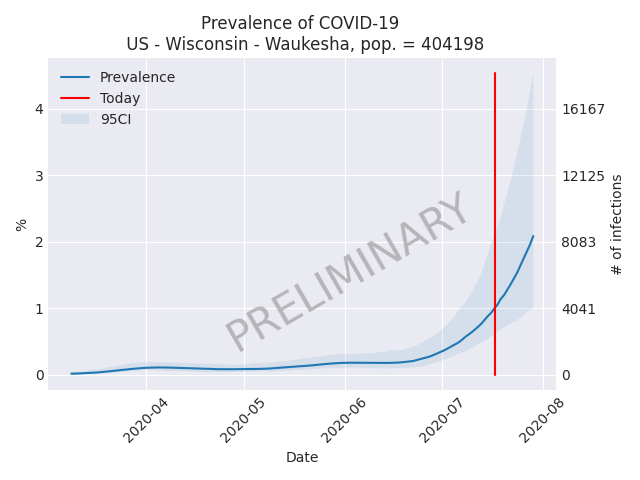 Prevalence of COVID-19
US - Wisconsin - Waukesha, pop. = 404198
Prevalence
Today
95CI
PRELIMINARY
%
4
3
2
1
0
16167
12125
8083
4041
0
# of infections
2020-04
2020-05
2020-06
2020-07
2020-08
Date